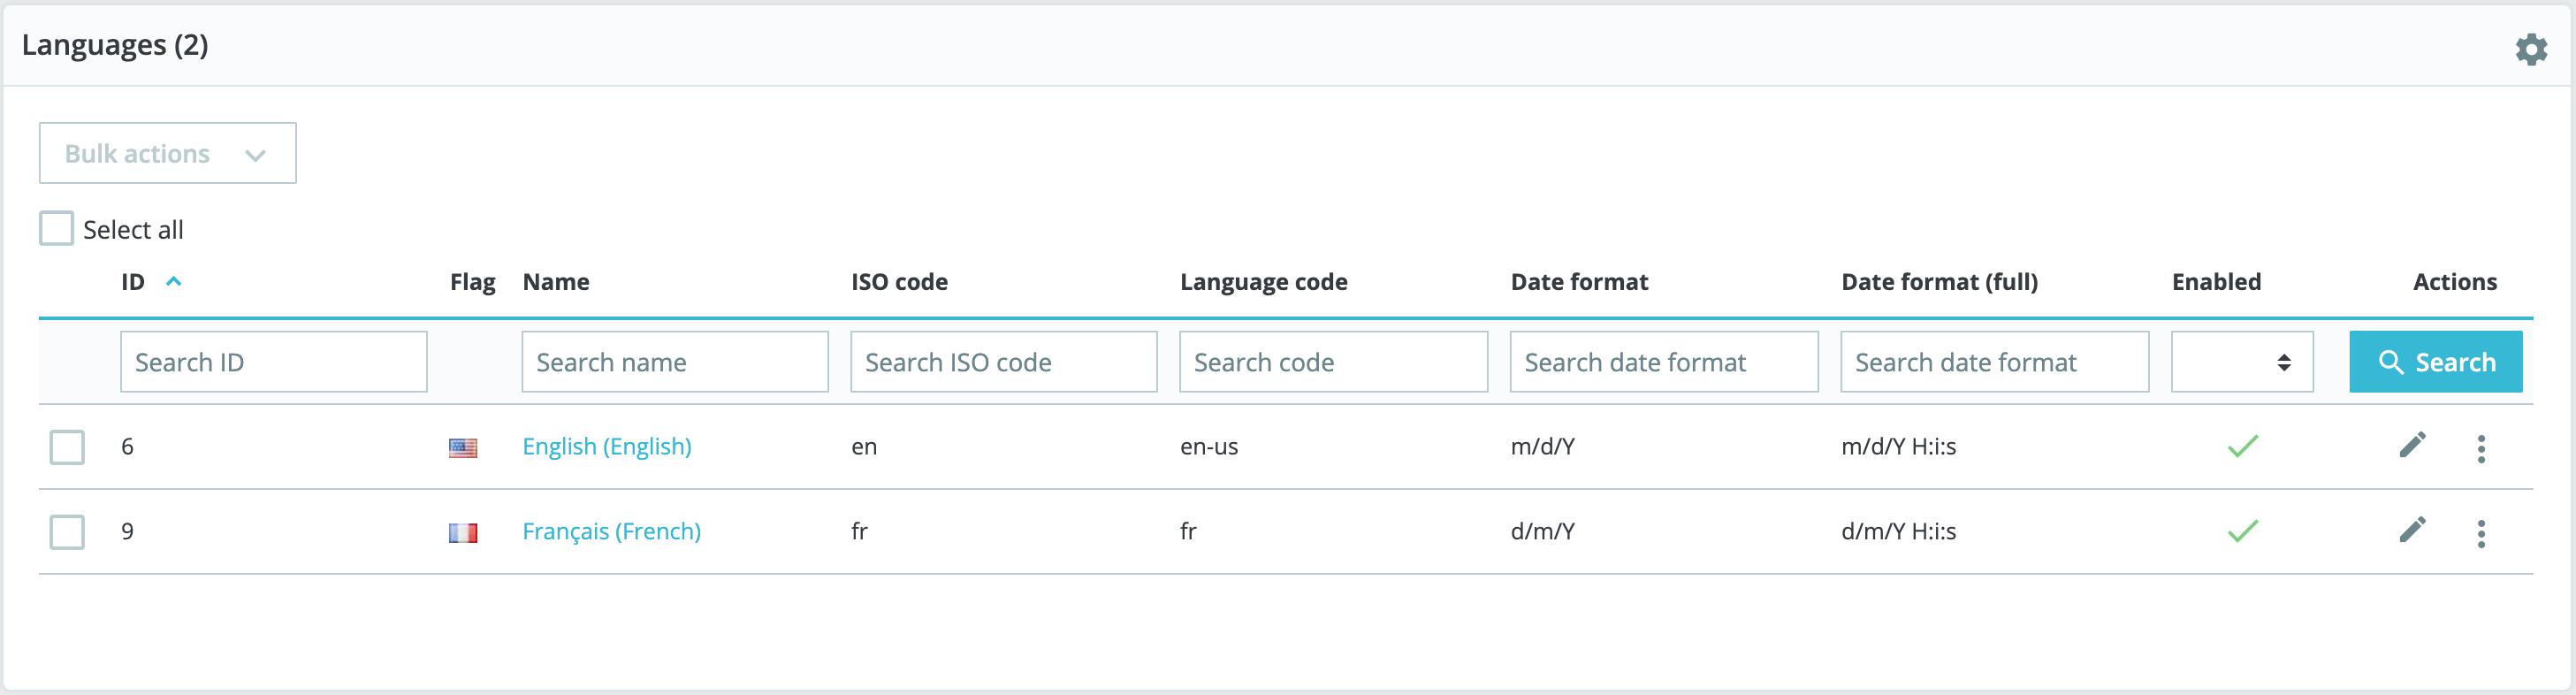 Languages (2)
Bulk actions
Select all
ID Flag Name ISO code Language code Date format Date format (full) Enabled Actions
Search ID Search name Search ISO code Search code Search date format Search date format Search
6 English (English) en en-us m/d/Y m/d/Y H:i:s
9 Français (French) fr fr d/m/Y d/m/Y H:i:s